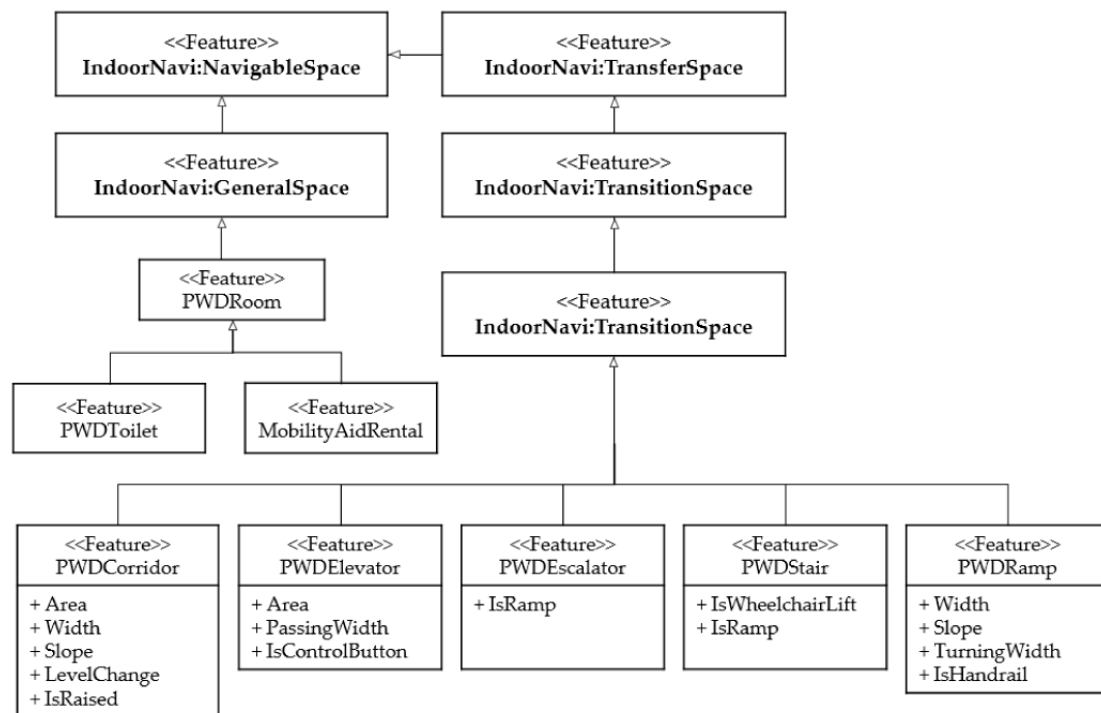 <<Feature>>
IndoorNavi:NavigableSpace
<<Feature>>
IndoorNavi:TransferSpace
<<Feature>>
IndoorNavi:GeneralSpace
<<Feature>>
IndoorNavi:TransitionSpace
<<Feature>>
PWDRoom
<<Feature>>
IndoorNavi:TransitionSpace
<<Feature>>
PWDToilet
<<Feature>>
MobilityAidRental
<<Feature>>
PWDCorridor
+ Area
+ Width
+ Slope
+ LevelChange
+ IsRaised
<<Feature>>
PWDElevator
+ Area
+ PassingWidth
+ IsControlButton
<<Feature>>
PWDEscalator
+ IsRamp
<<Feature>>
PWDStair
+ IsWheelchairLift
+ IsRamp
<<Feature>>
PWDRamp
+ Width
+ Slope
+ TurningWidth
+ IsHandrail